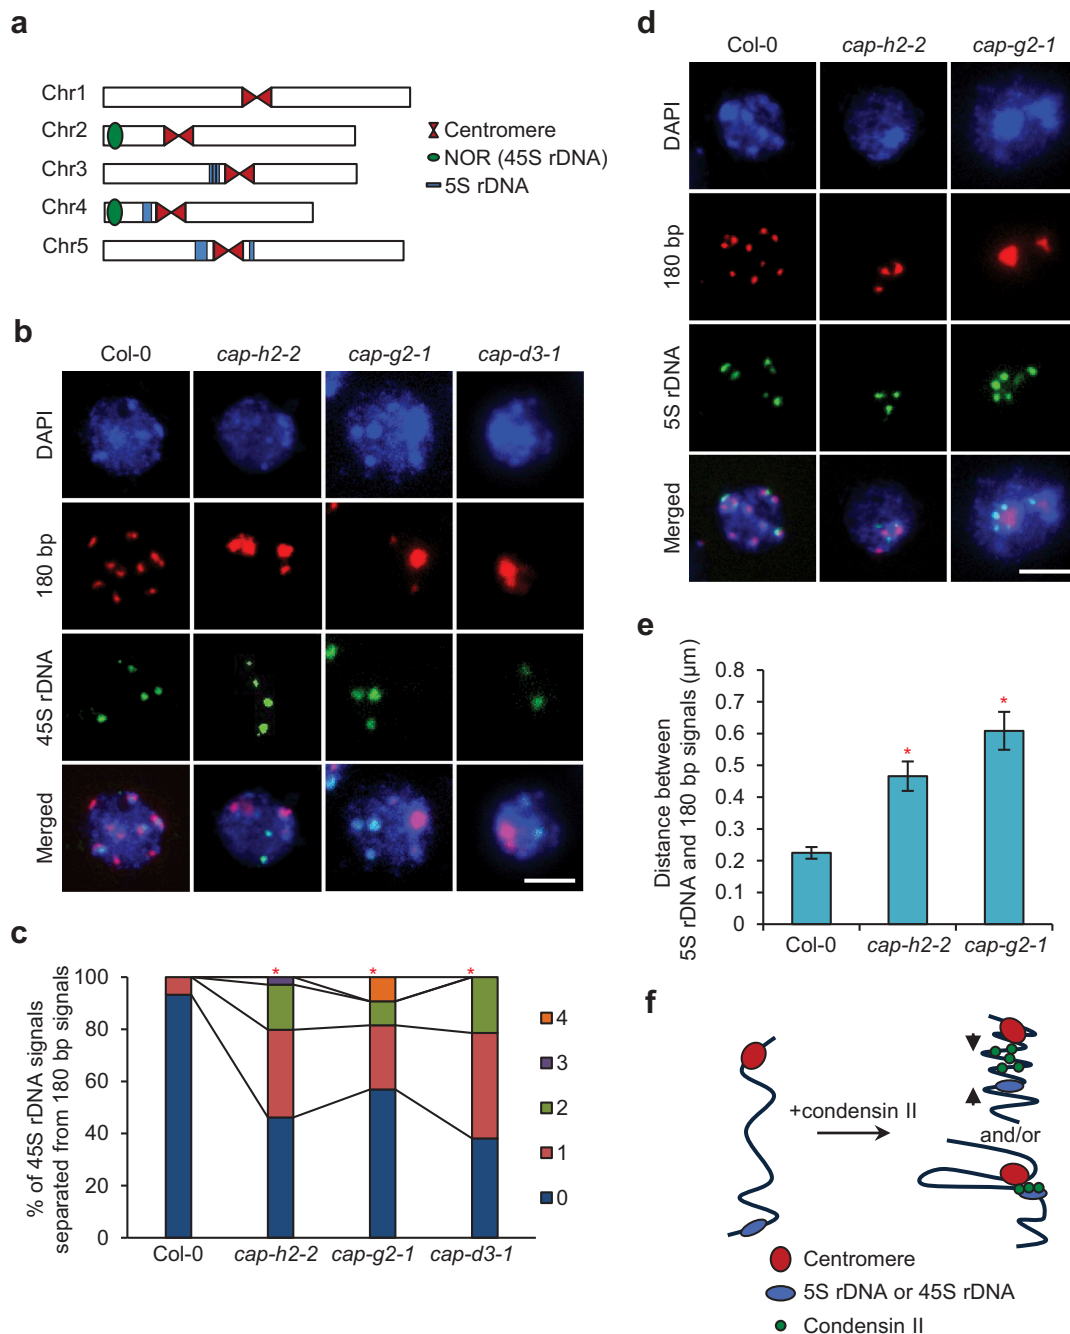 a
Chr1
Chr2
Chr3
Chr4
Chr5
Centromere
NOR (45S rDNA)
5S rDNA
b
Col-0 cap-h2-2 cap-g2-1 cap-d3-1
DAPI
180 bp
45S rDNA
Merged
c
% of 45S rDNA signals
separated from 180 bp signals
100
80
60
40
20
0
* * *
Col-0 cap-h2-2 cap-g2-1 cap-d3-1
4
3
2
1
0
d
Col-0 cap-h2-2 cap-g2-1
DAPI
180 bp
5S rDNA
Merged
e
Distance between
5S rDNA and 180 bp signals (µm)
0.8
0.7
0.6
0.5
0.4
0.3
0.2
0.1
0
* *
Col-0 cap-h2-2 cap-g2-1
f
+condensin II
and/or
Centromere
5S rDNA or 45S rDNA
Condensin II